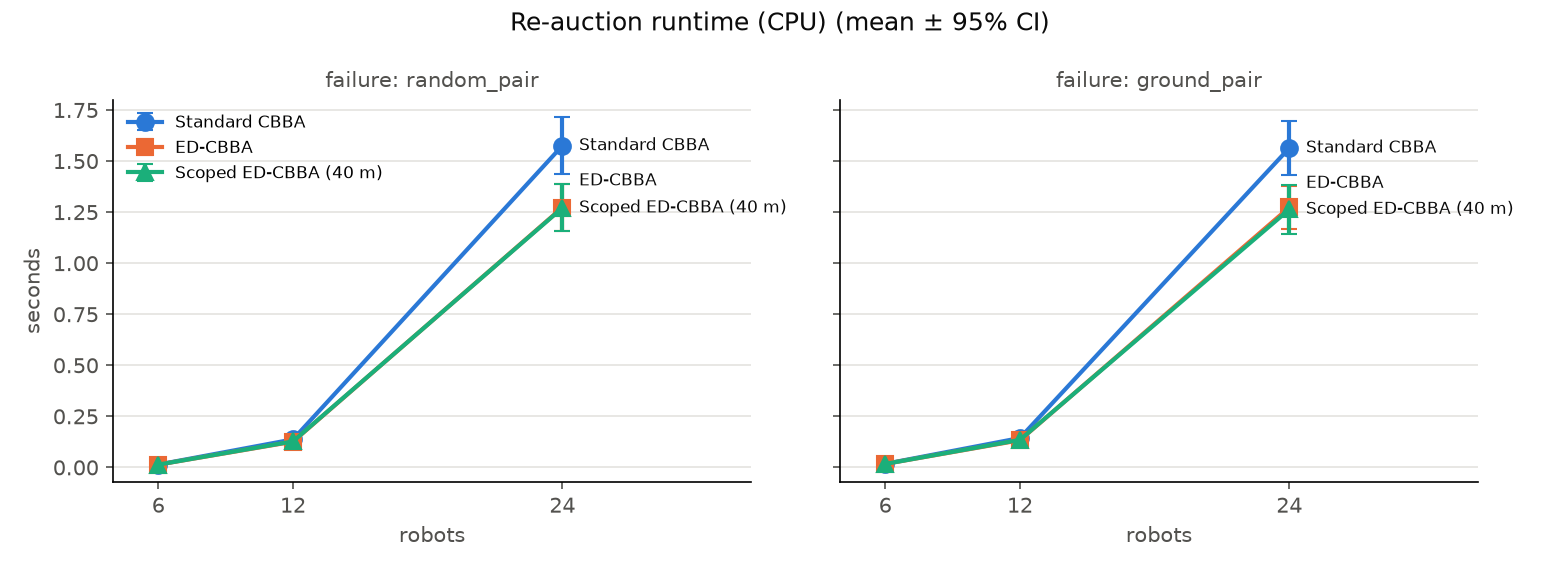 Re-auction runtime (CPU) (mean ± 95% CI)
failure: random_pair
seconds
1.75
1.50
1.25
1.00
0.75
0.50
0.25
0.00
Standard CBBA
ED-CBBA
Scoped ED-CBBA (40 m)
Standard CBBA
ED-CBBA
Scoped ED-CBBA (40 m)
6
12
24
robots
failure: ground_pair
Standard CBBA
ED-CBBA
Scoped ED-CBBA (40 m)
6
12
24
robots